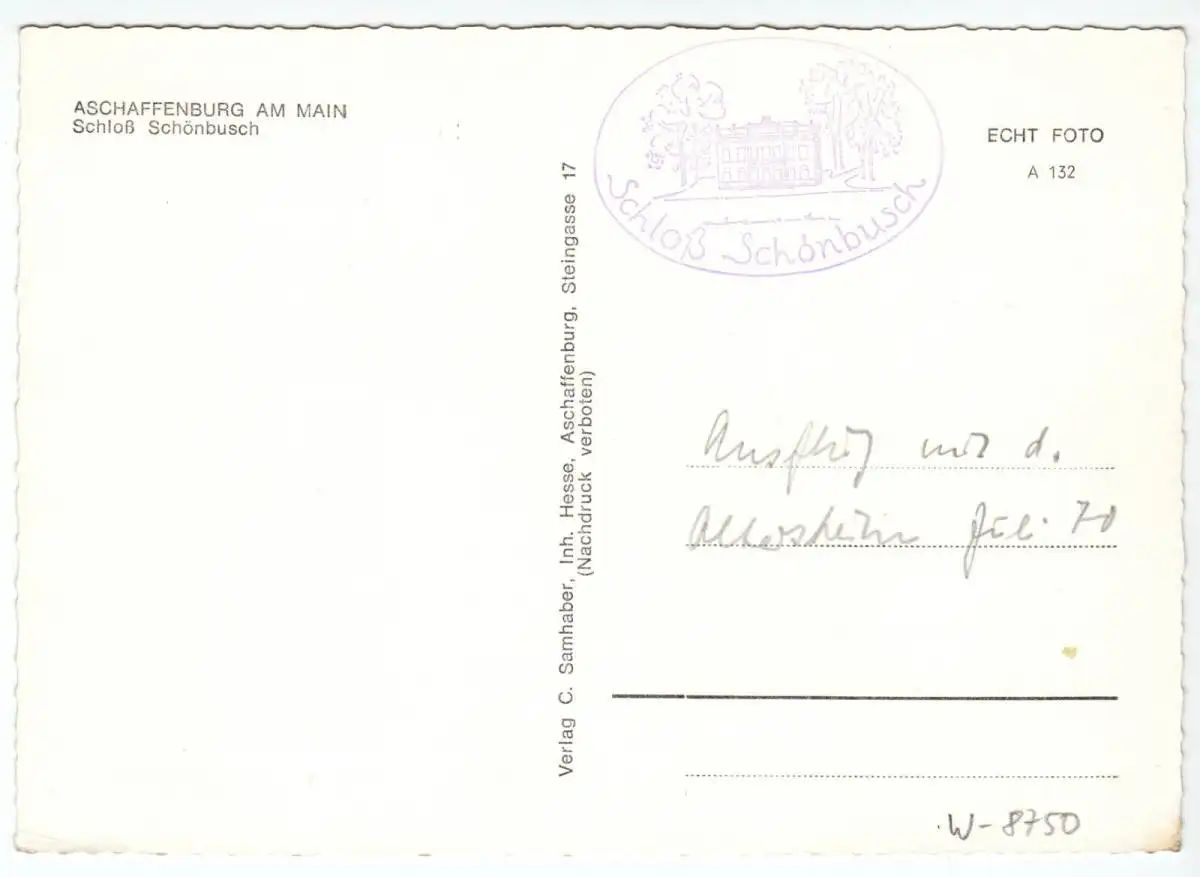 ASCHAFFENBURG AM MAIN
Schloß Schönbusch
Schloß Schönbusch
ECHT FOTO
A 132
Verlag C. Samhaber, Inh. Hesse, Aschaffenburg, Steingasse 17
(Nachdruck verboten)
Ausflug mit d.
Altersheim Juli 70
W-8750